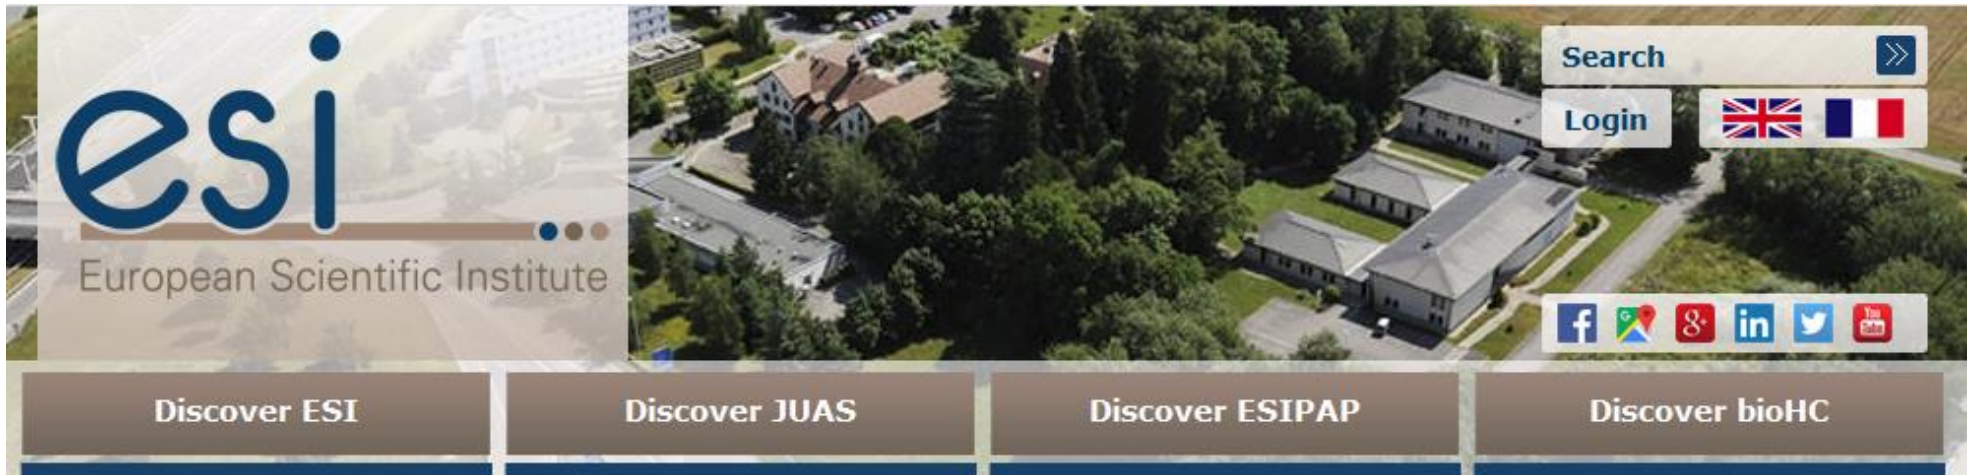 esi
European Scientific Institute
Search
Login
Discover ESI
Discover JUAS
Discover ESIPAP
Discover bioHC